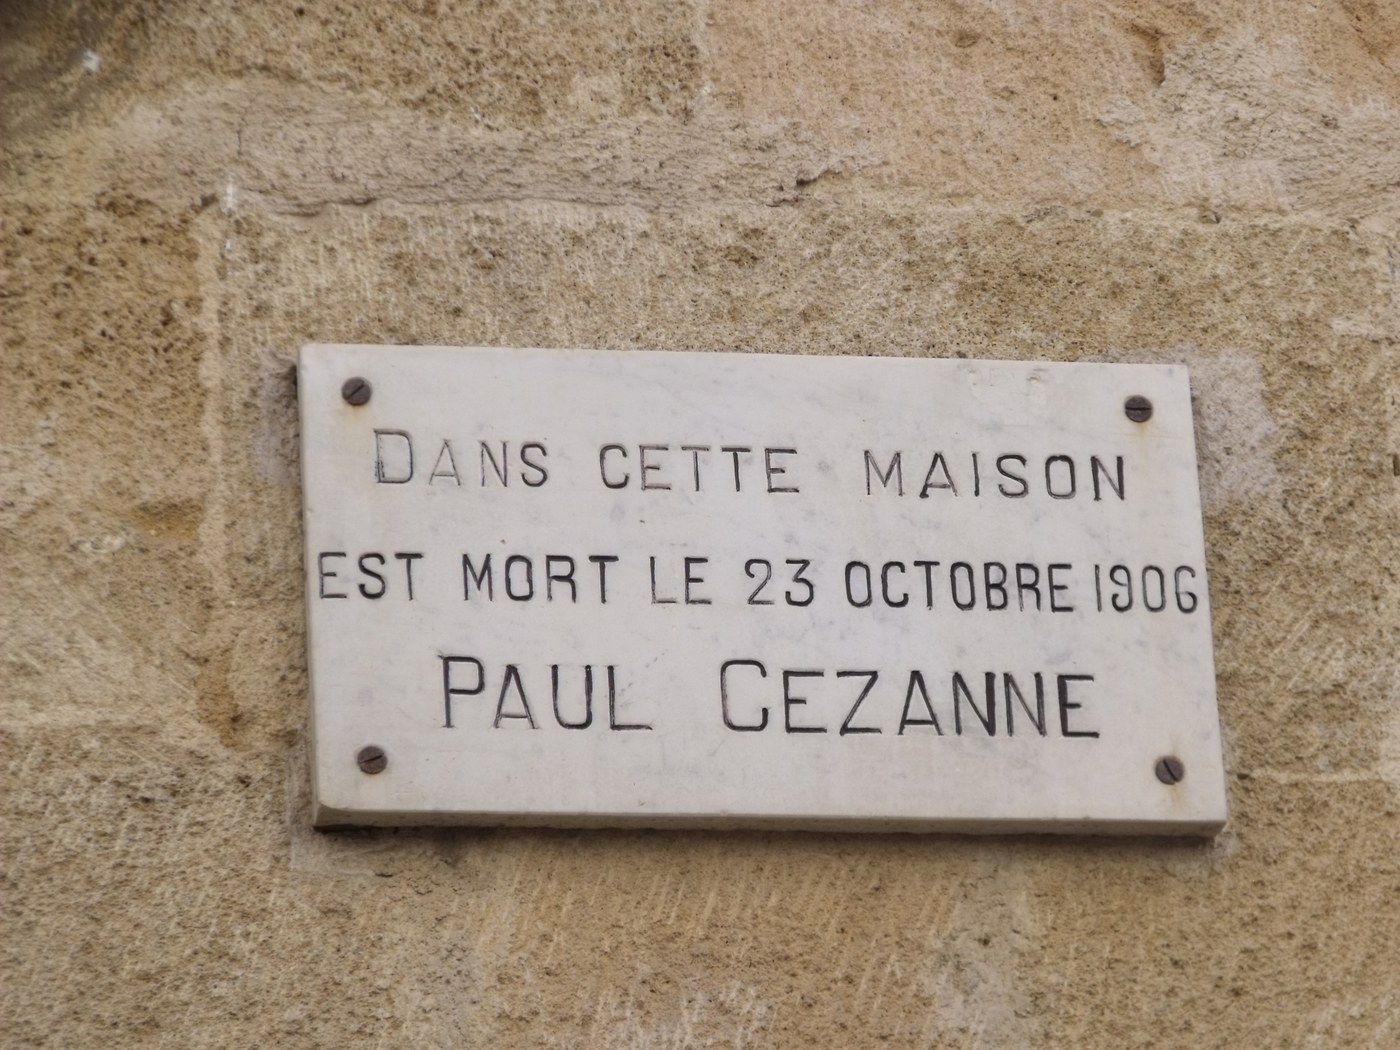 DANS CETTE MAISON
EST MORT LE 23 OCTOBRE 1906
PAUL CEZANNE